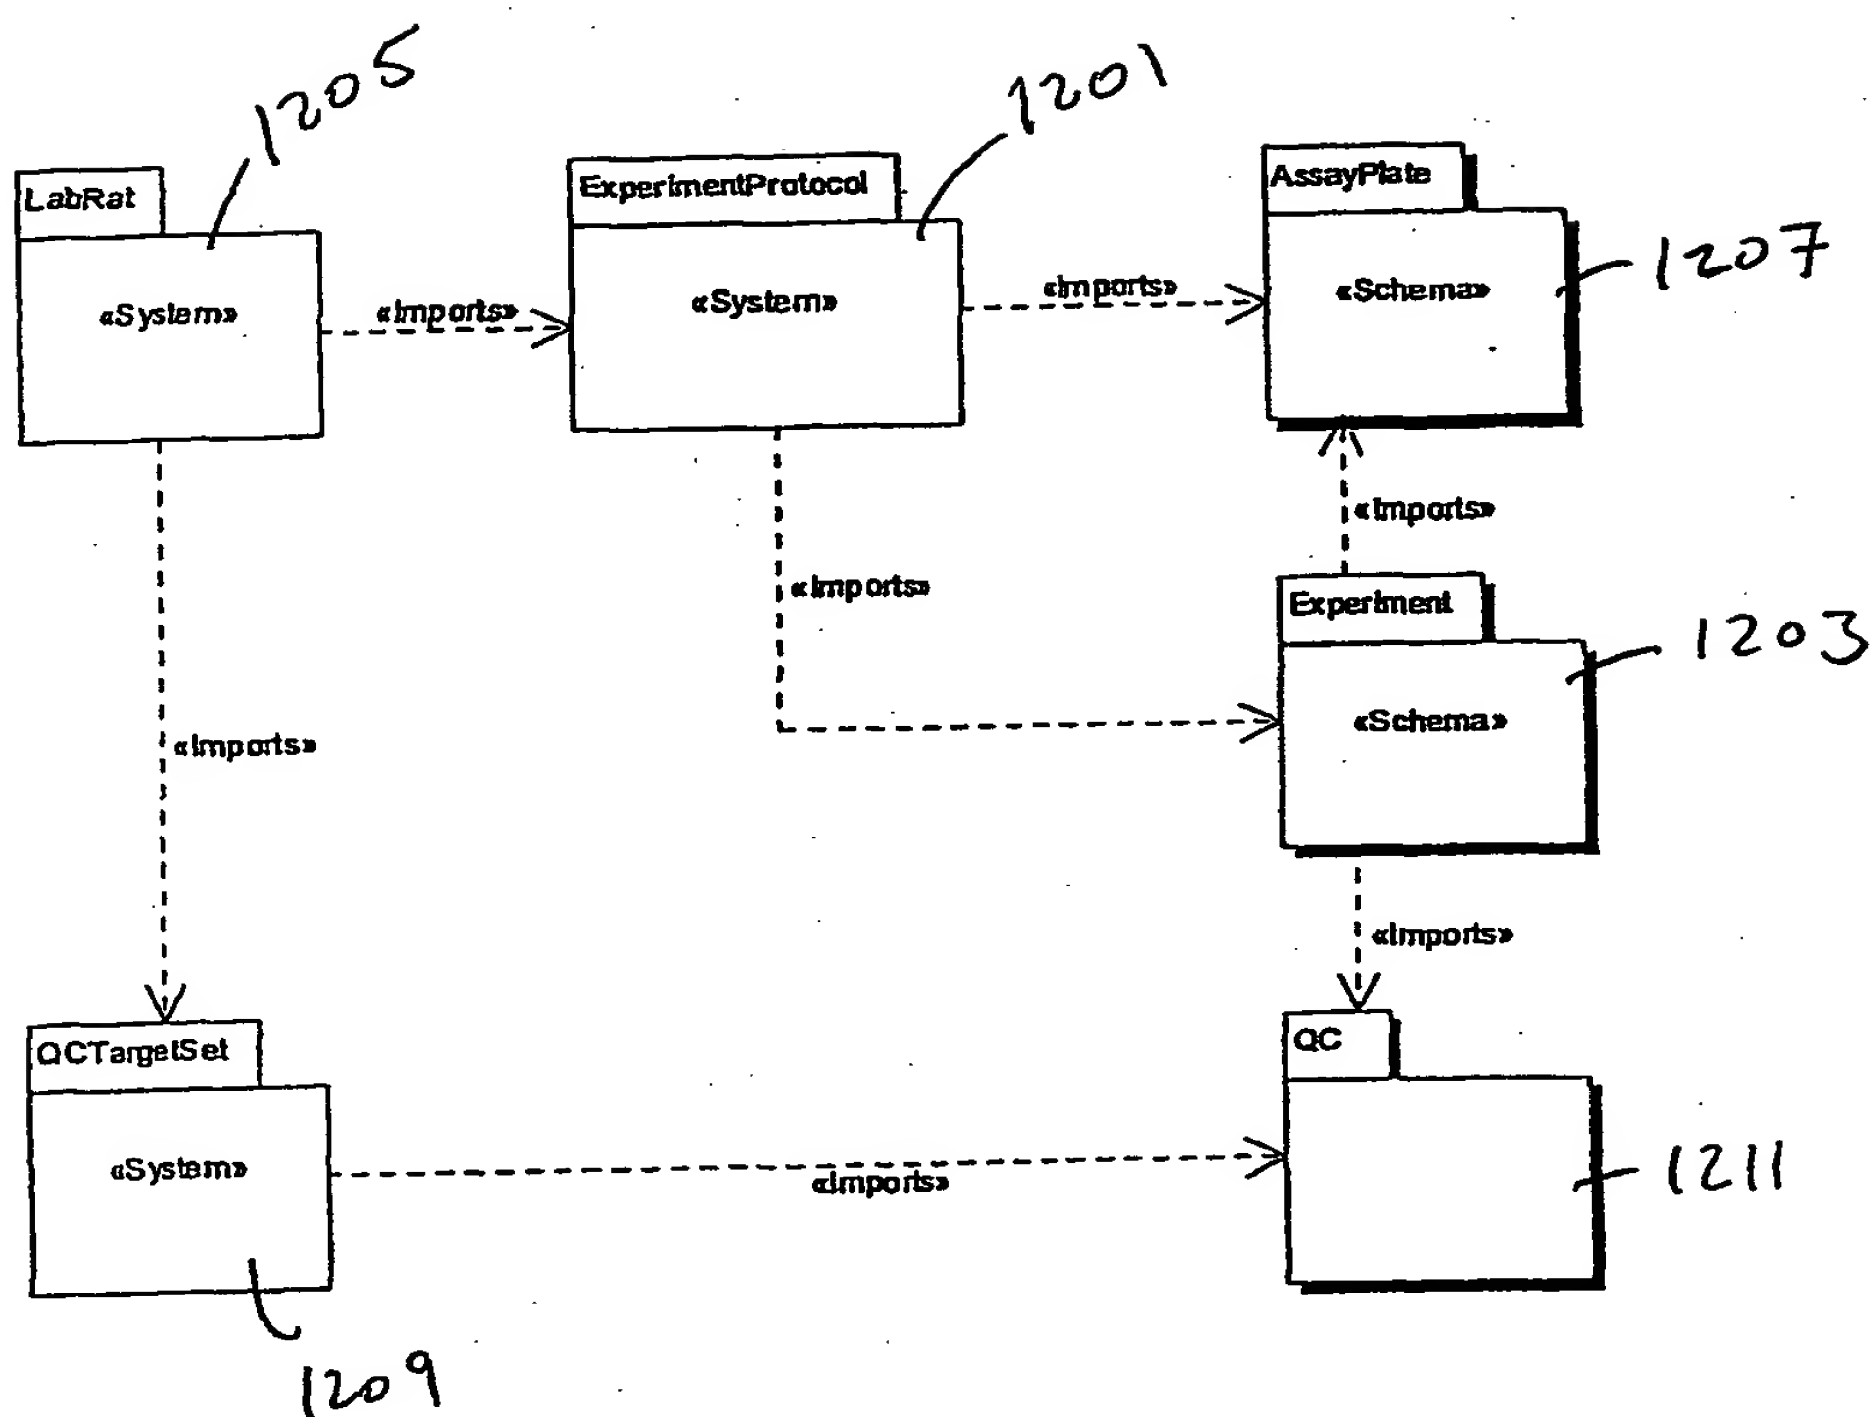 1205
1201
LabRat
ExperimentProtocol
AssayPlate
1207
«System»
«Imports»
«System»
«Imports»
«Schema»
«Imports»
«Imports»
Experiment
1203
«Schema»
«Imports»
«Imports»
QCTargetSet
QC
«System»
«Imports»
1211
1209